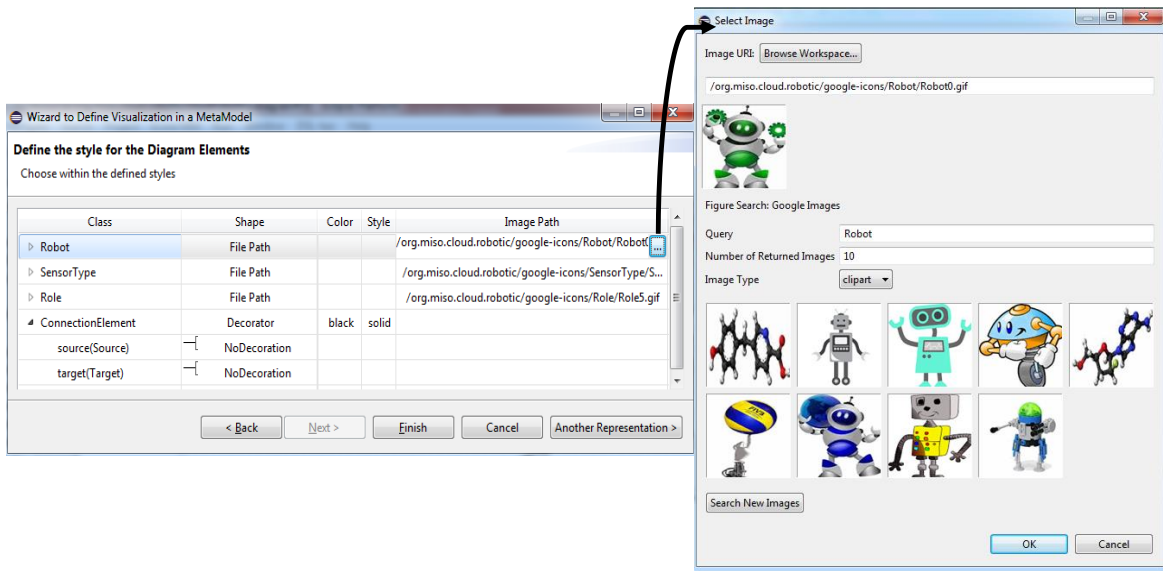 Wizard to Define Visualization in a MetaModel
Define the style for the Diagram Elements
Choose within the defined styles
Class Shape Color Style Image Path
Robot File Path /org.miso.cloud.robotic/google-icons/Robot/Robot ...
SensorType File Path /org.miso.cloud.robotic/google-icons/SensorType/S...
Role File Path /org.miso.cloud.robotic/google-icons/Role/Role5.gif
ConnectionElement Decorator black solid
source(Source) NoDecoration
target(Target) NoDecoration
< Back Next > Finish Cancel Another Representation >
Select Image
Image URI: Browse Workspace...
/org.miso.cloud.robotic/google-icons/Robot/Robot0.gif
Figure Search: Google Images
Query Robot
Number of Returned Images 10
Image Type clipart
Search New Images
OK Cancel